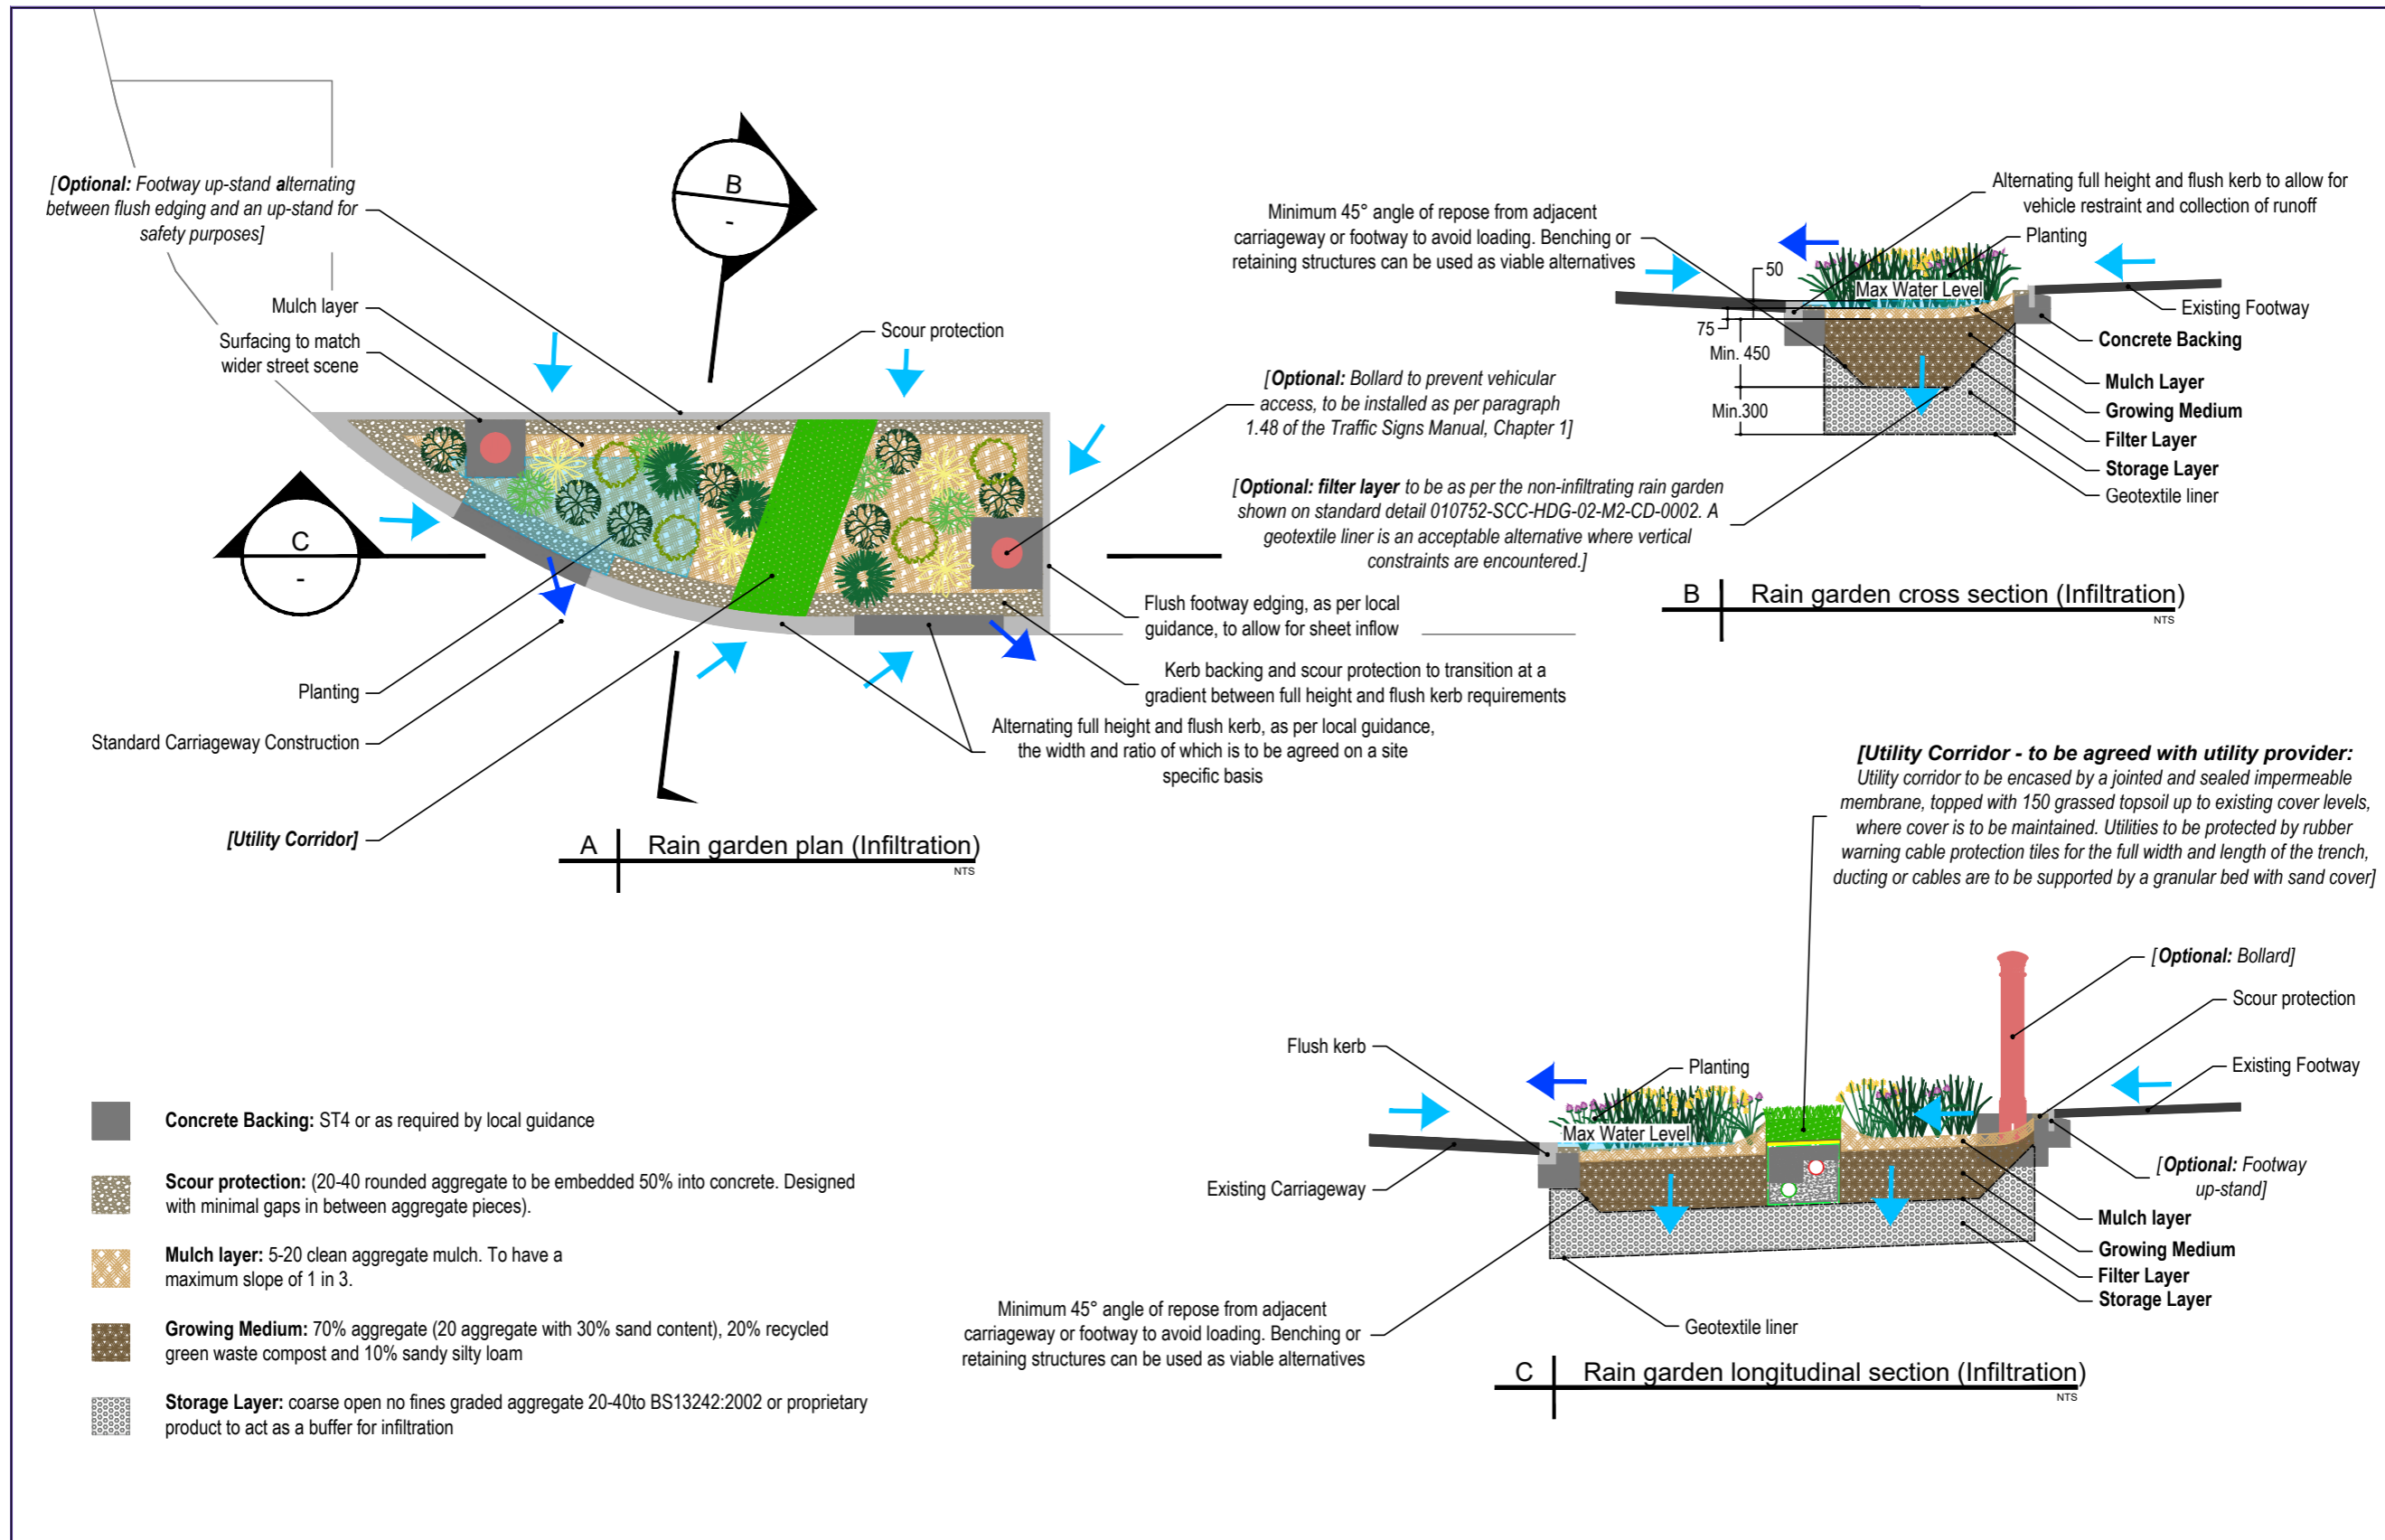 [Optional: Footway up-stand alternating
between flush edging and an up-stand for
safety purposes]
Mulch layer
Surfacing to match
wider street scene
Scour protection
B
-
C
-
Planting
Standard Carriageway Construction
[Utility Corridor]
[Optional: Bollard to prevent vehicular
access, to be installed as per paragraph
1.48 of the Traffic Signs Manual, Chapter 1]
[Optional: filter layer to be as per the non-infiltrating rain garden
shown on standard detail 010752-SCC-HDG-02-M2-CD-0002. A
geotextile liner is an acceptable alternative where vertical
constraints are encountered.]
Flush footway edging, as per local
guidance, to allow for sheet inflow
Kerb backing and scour protection to transition at a
gradient between full height and flush kerb requirements
Alternating full height and flush kerb, as per local guidance,
the width and ratio of which is to be agreed on a site
specific basis
A Rain garden plan (Infiltration)
NTS
Minimum 45° angle of repose from adjacent
carriageway or footway to avoid loading. Benching or
retaining structures can be used as viable alternatives
Alternating full height and flush kerb to allow for
vehicle restraint and collection of runoff
Planting
50
Max Water Level
75
Min. 450
Min.300
Existing Footway
Concrete Backing
Mulch Layer
Growing Medium
Filter Layer
Storage Layer
Geotextile liner
B Rain garden cross section (Infiltration)
NTS
[Utility Corridor - to be agreed with utility provider:
Utility corridor to be encased by a jointed and sealed impermeable
membrane, topped with 150 grassed topsoil up to existing cover levels,
where cover is to be maintained. Utilities to be protected by rubber
warning cable protection tiles for the full width and length of the trench,
ducting or cables are to be supported by a granular bed with sand cover]
[Optional: Bollard]
Scour protection
Flush kerb
Planting
Existing Footway
Max Water Level
Existing Carriageway
[Optional: Footway
up-stand]
Mulch layer
Growing Medium
Filter Layer
Storage Layer
Minimum 45° angle of repose from adjacent
carriageway or footway to avoid loading. Benching or
retaining structures can be used as viable alternatives
Geotextile liner
C Rain garden longitudinal section (Infiltration)
NTS
Concrete Backing: ST4 or as required by local guidance
Scour protection: (20-40 rounded aggregate to be embedded 50% into concrete. Designed
with minimal gaps in between aggregate pieces).
Mulch layer: 5-20 clean aggregate mulch. To have a
maximum slope of 1 in 3.
Growing Medium: 70% aggregate (20 aggregate with 30% sand content), 20% recycled
green waste compost and 10% sandy silty loam
Storage Layer: coarse open no fines graded aggregate 20-40to BS13242:2002 or proprietary
product to act as a buffer for infiltration